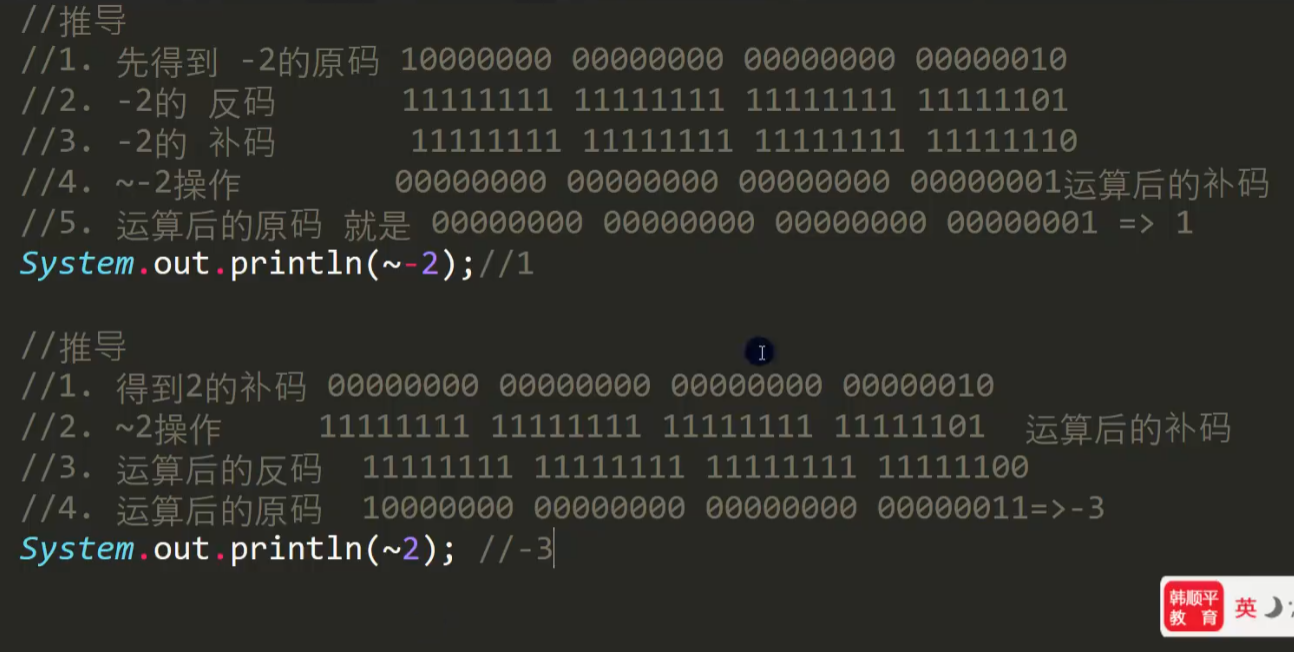 //推导
//1. 先得到 -2的原码 10000000 00000000 00000000 00000010
//2. -2的 反码 11111111 11111111 11111111 11111101
//3. -2的 补码 11111111 11111111 11111111 11111110
//4. ~-2操作 00000000 00000000 00000000 00000001运算后的补码
//5. 运算后的原码 就是 00000000 00000000 00000000 00000001 => 1
System.out.println(~-2);//1
//推导
//1. 得到2的补码 00000000 00000000 00000000 00000010
//2. ~2操作 11111111 11111111 11111111 11111101 运算后的补码
//3. 运算后的反码 11111111 11111111 11111111 11111100
//4. 运算后的原码 10000000 00000000 00000000 00000011=>-3
System.out.println(~2); //-3
韩顺平
教 育
英